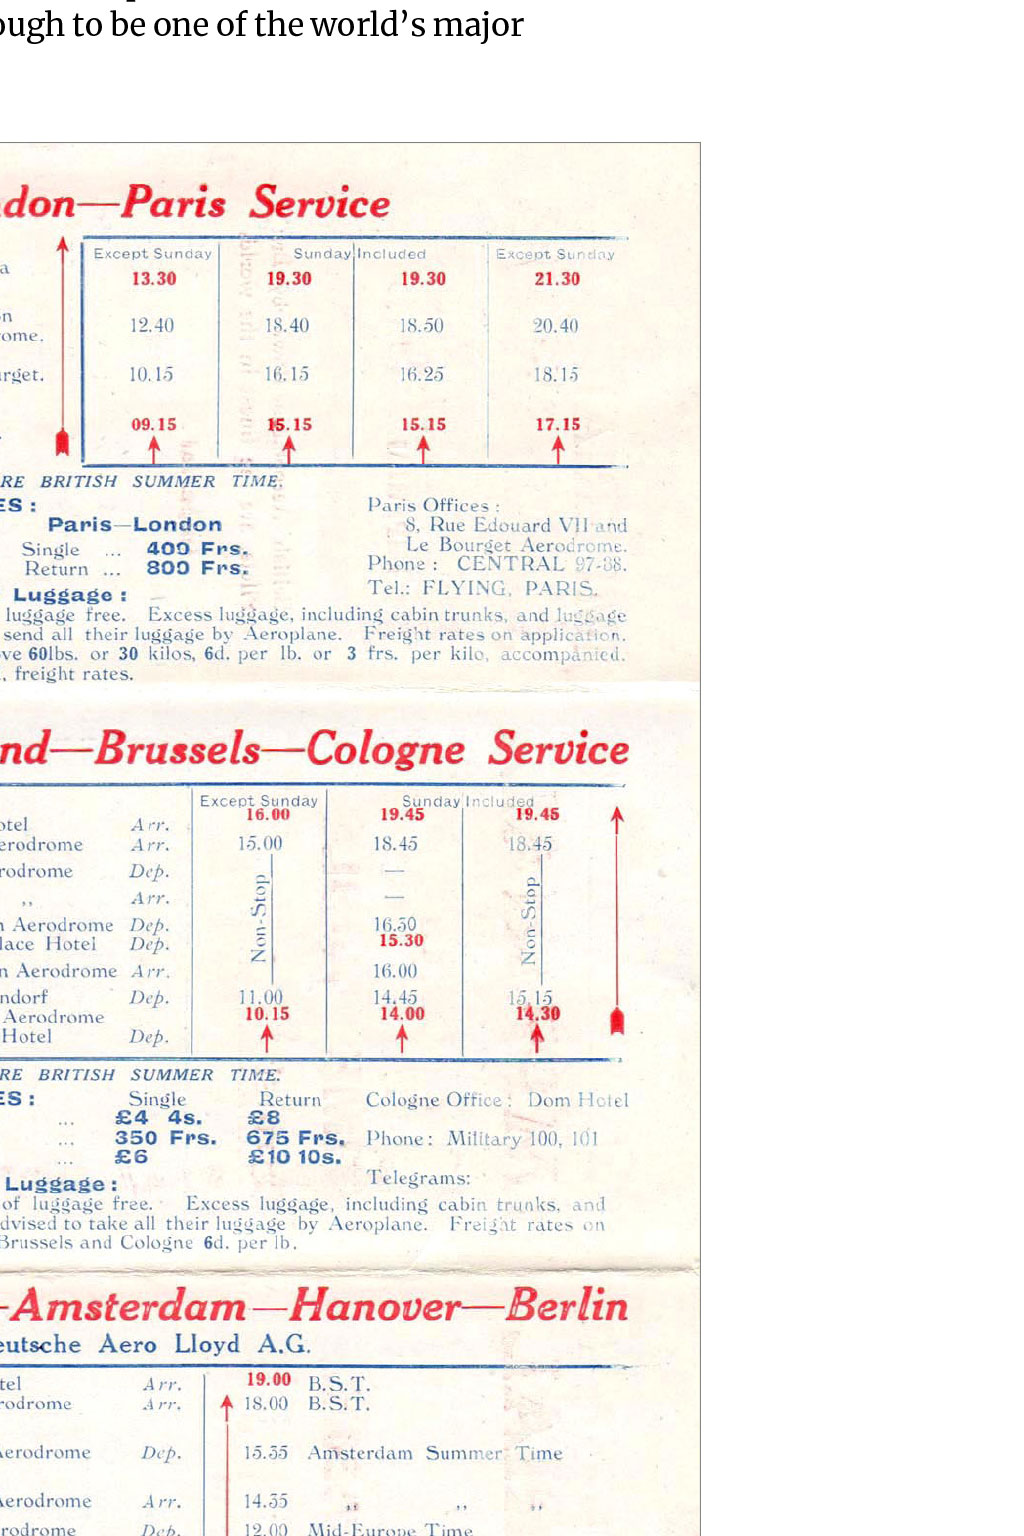 ough to be one of the world's major
don—Paris Service
Except Sunday Sunday Included Except Sunday
a 13.30 19.30 19.30 21.30
n
12.40 18.40 18.50 20.40
ome.
rget. 10.15 16.15 16.25 18.15
09.15 15.15 15.15 17.15
RE BRITISH SUMMER TIME.
ES :
Paris—London
Single ... 400 Frs.
Return ... 800 Frs.
Paris Offices :
8, Rue Edouard VII and
Le Bourget Aerodrome.
Phone : CENTRAL 97-38.
Tel.: FLYING, PARIS.
Luggage :
luggage free. Excess luggage, including cabin trunks, and luggage
send all their luggage by Aeroplane. Freight rates on application.
ve 60lbs. or 30 kilos, 6d. per lb. or 3 frs. per kilo, accompanied.
., freight rates.
nd—Brussels—Cologne Service
Except Sunday Sunday Included
otel Arr. 16.00 19.45 19.45
erodrome Arr. 15.00 18.45 18.45
rodrome Dep. —
,, Arr. —
Non-Stop Non-Stop
n Aerodrome Dep. 16.30
lace Hotel Dep. 15.30
n Aerodrome Arr. 16.00
ndorf Dep. 11.00 14.45 15.15
Aerodrome 10.15 14.00 14.30
Hotel Dep.
RE BRITISH SUMMER TIME.
ES : Single Return
... £4 4s. £8
... 350 Frs. 675 Frs.
... £6 £10 10s.
Cologne Office : Dom Hotel
Phone : Military 100, 101
Telegrams:
Luggage :
of luggage free. Excess luggage, including cabin trunks, and
dvised to take all their luggage by Aeroplane. Freight rates on
Brussels and Cologne 6d. per lb.
-Amsterdam—Hanover—Berlin
eutsche Aero Lloyd A.G.
tel Arr. 19.00 B.S.T.
rodrome Arr. 18.00 B.S.T.
Aerodrome Dep. 15.35 Amsterdam Summer Time
Aerodrome Arr. 14.35 ,, ,, ,,
rodrome Dep. 12.00 Mid-Europe Time